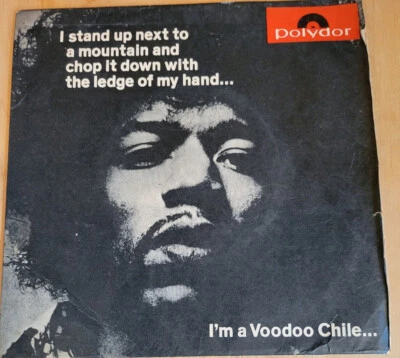 I stand up next to
a mountain and
chop it down with
the ledge of my hand...
polydor
I'm a Voodoo Chile...